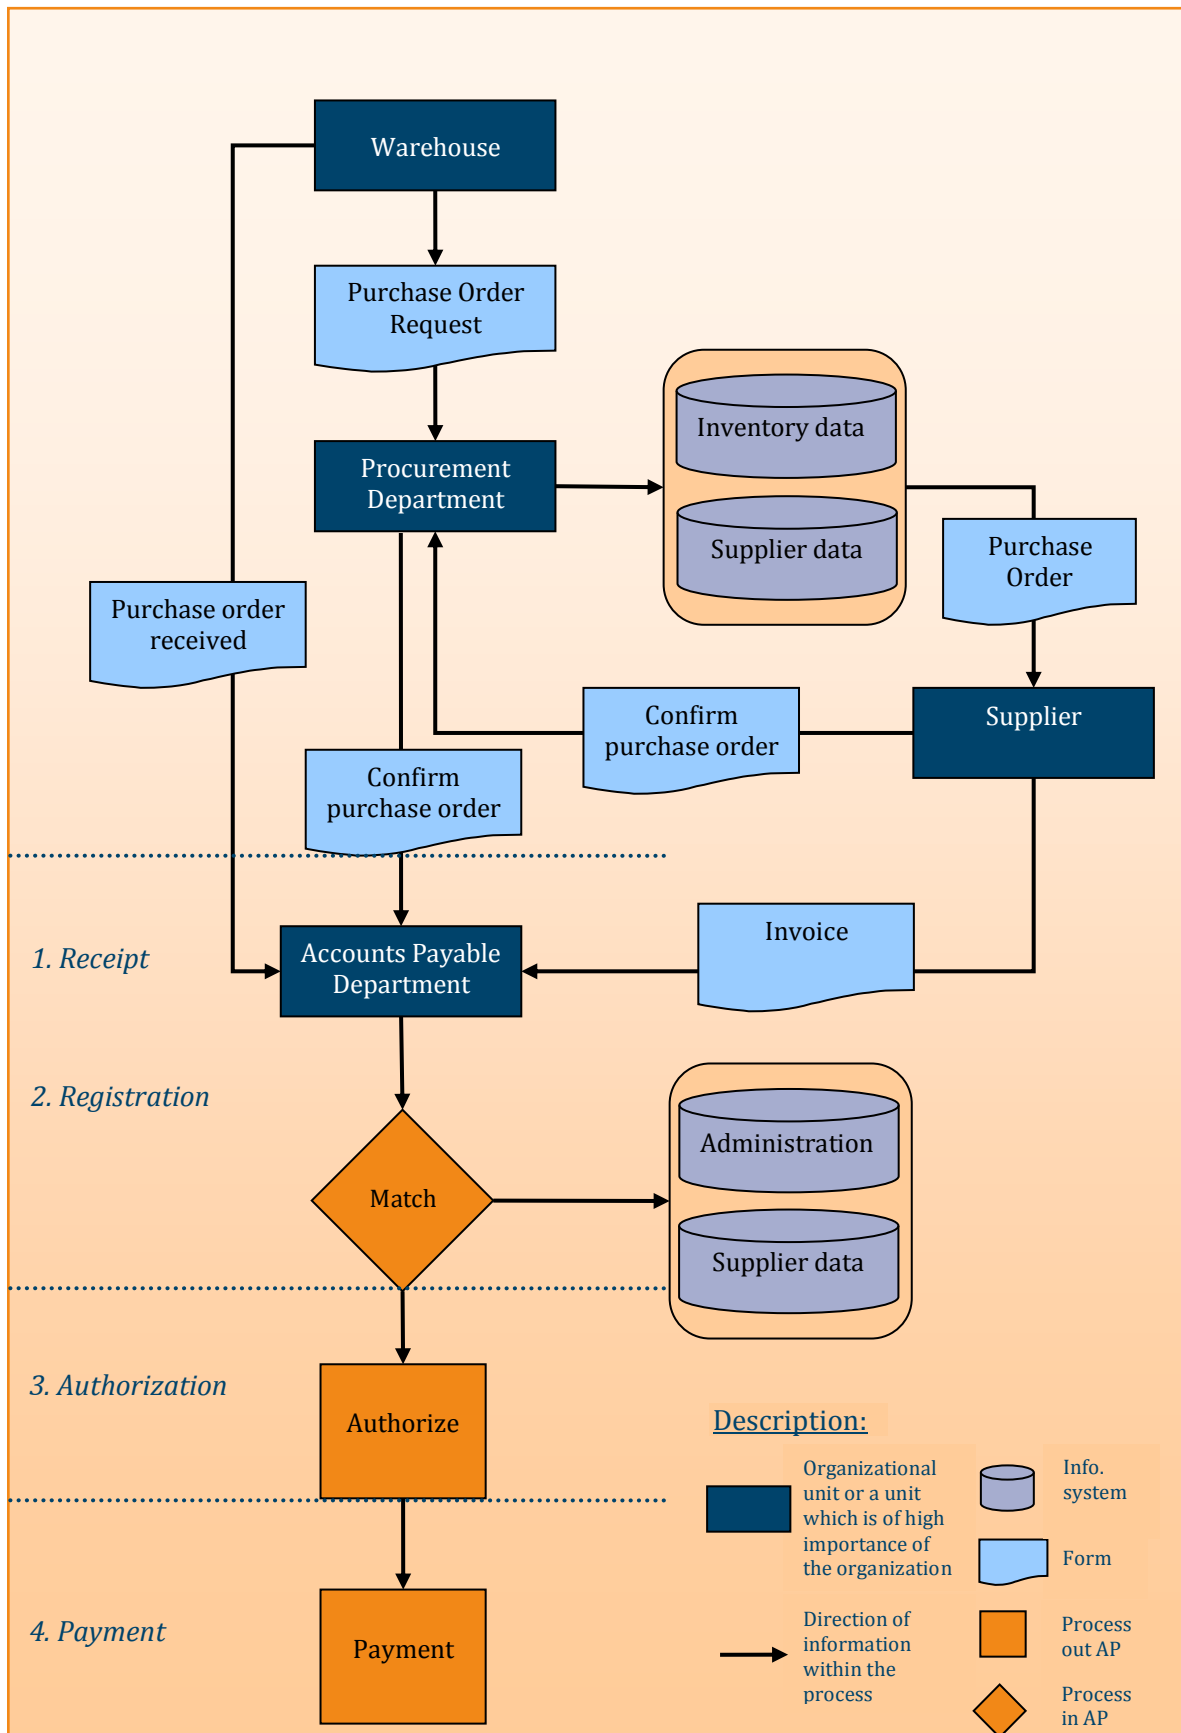 Warehouse
Purchase Order
Request
Inventory data
Procurement
Department
Supplier data
Purchase
Order
Purchase order
received
Supplier
Confirm
purchase order
Confirm
purchase order
1. Receipt
Accounts Payable
Department
Invoice
2. Registration
Administration
Match
Supplier data
3. Authorization
Authorize
Description:
Organizational
unit or a unit
which is of high
importance of
the organization
Info.
system
Form
4. Payment
Payment
Direction of
information
within the
process
Process
out AP
Process
in AP